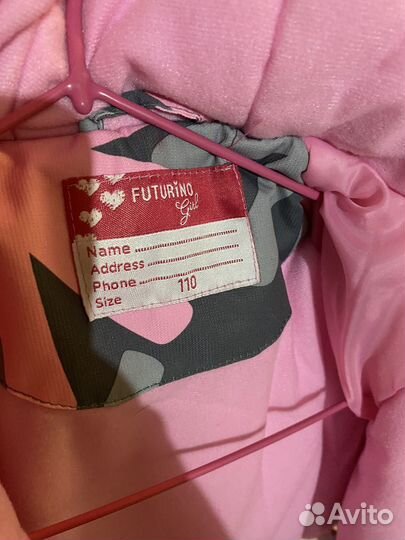 FUTURiNO
Girl
Name
Address
Phone
Size 110
Avito